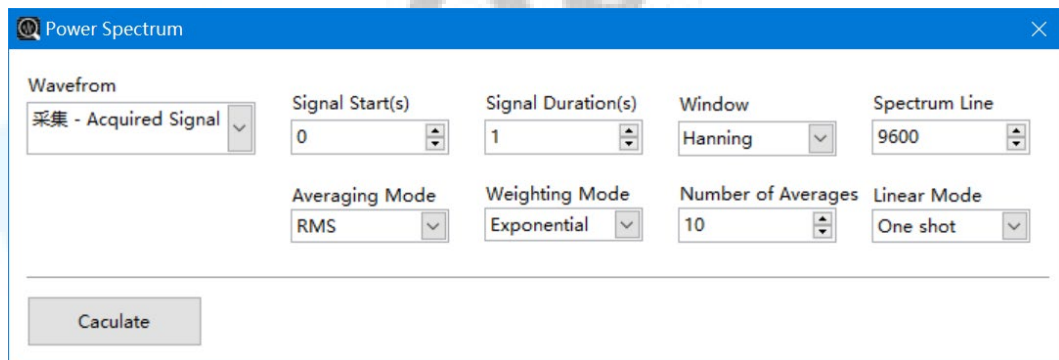 Power Spectrum
Wavefrom
采集 - Acquired Signal
Signal Start(s)
0
Signal Duration(s)
1
Window
Hanning
Spectrum Line
9600
Averaging Mode
RMS
Weighting Mode
Exponential
Number of Averages
10
Linear Mode
One shot
Caculate